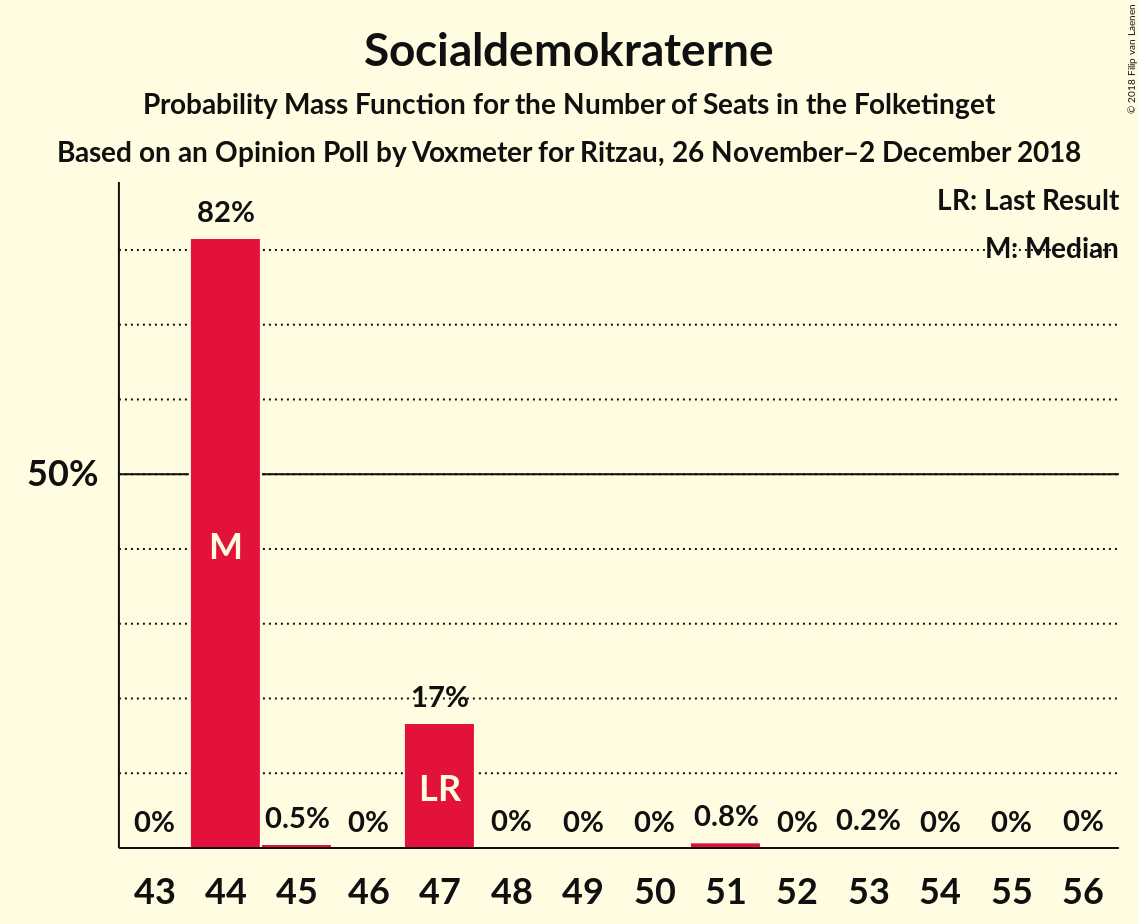 Socialdemokraterne
Probability Mass Function for the Number of Seats in the Folketinget
Based on an Opinion Poll by Voxmeter for Ritzau, 26 November–2 December 2018
© 2018 Filip van Laenen
LR: Last Result
M: Median
82%
50%
M
17%
LR
0% 0.5% 0% 0% 0% 0% 0.8% 0% 0.2% 0% 0% 0%
43 44 45 46 47 48 49 50 51 52 53 54 55 56